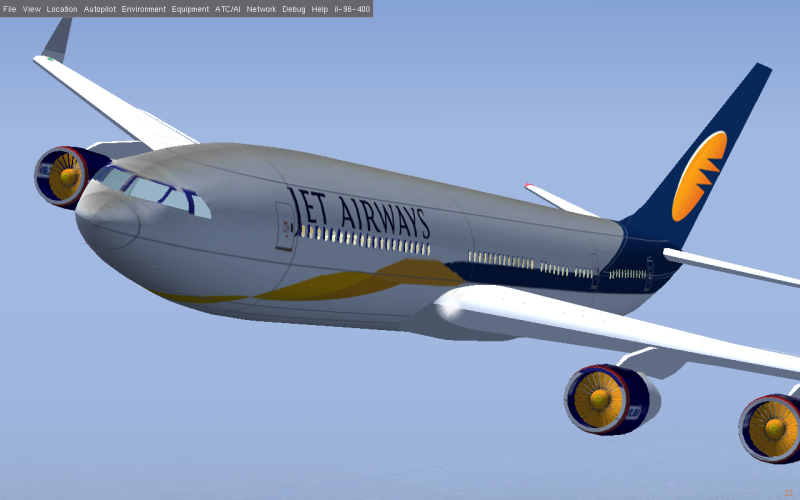 File View Location Autopilot Environment Equipment ATC/AI Network Debug Help il-96-400
JET AIRWAYS